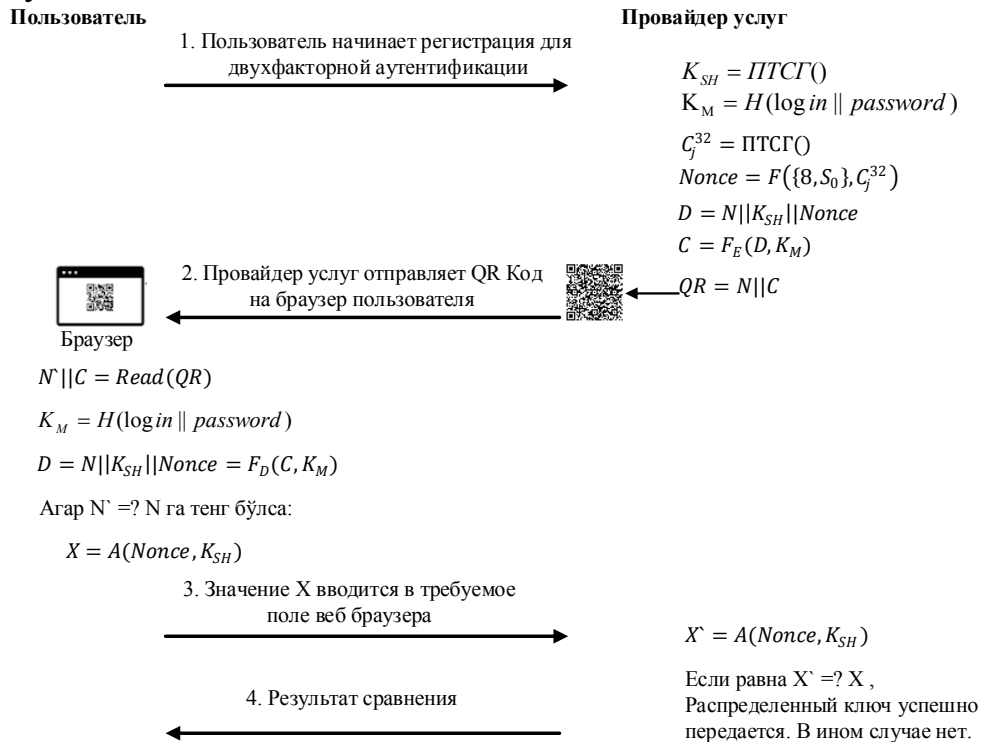 Пользователь
Провайдер услуг
1. Пользователь начинает регистрация для
двухфакторной аутентификации
K_SH = ПТСГ()
K_M = H(login || password)
C_j^32 = ПТСГ()
Nonce = F({8, S_0}, C_j^32)
D = N||K_SH||Nonce
C = F_E(D, K_M)
2. Провайдер услуг отправляет QR Код
на браузер пользователя
QR = N||C
Браузер
N`||C = Read(QR)
K_M = H(login || password)
D = N||K_SH||Nonce = F_D(C, K_M)
Агар N` =? N га тенг бўлса:
X = A(Nonce, K_SH)
3. Значение X вводится в требуемое
поле веб браузера
X` = A(Nonce, K_SH)
4. Результат сравнения
Если равна X` =? X ,
Распределенный ключ успешно
передается. В ином случае нет.